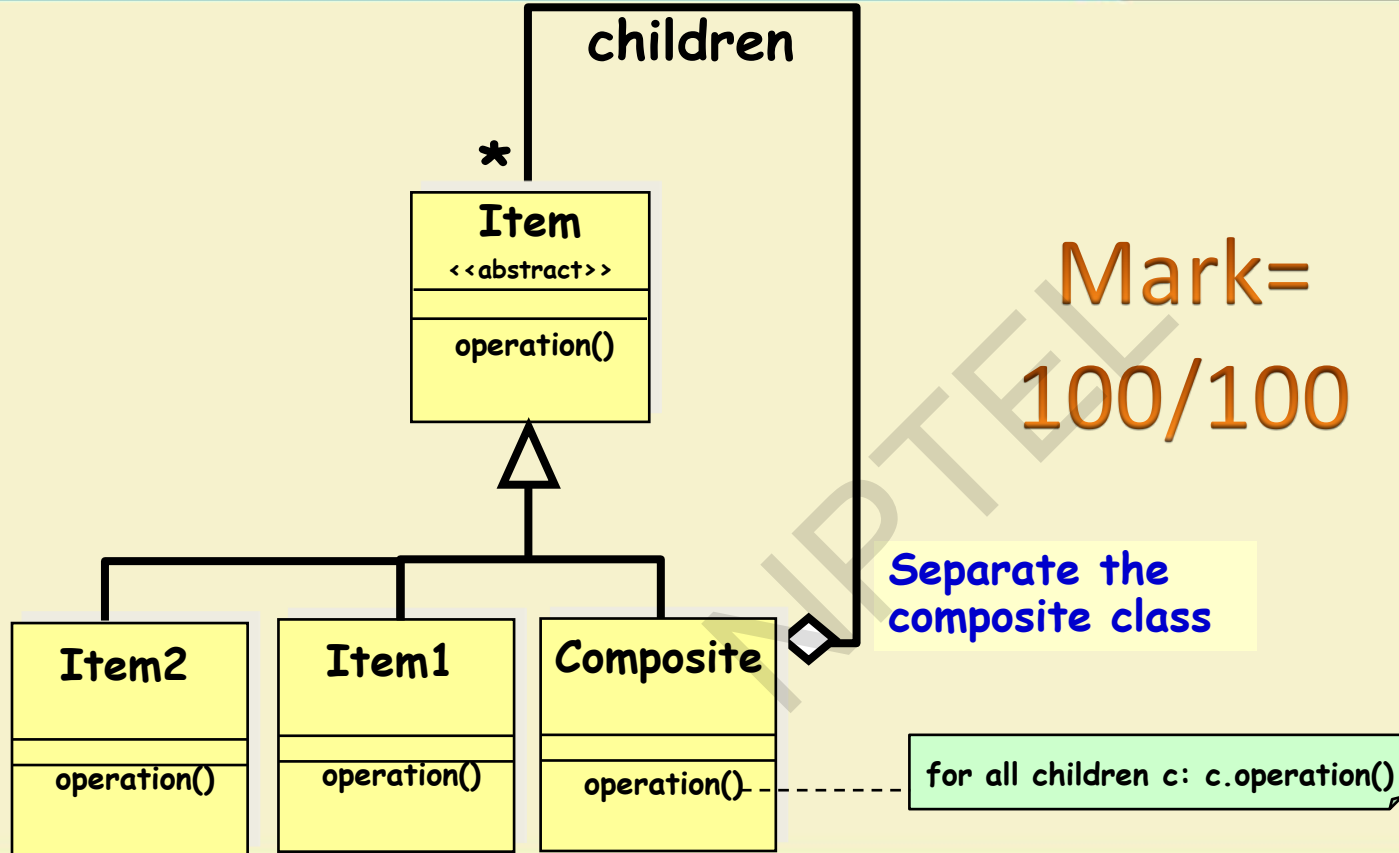 children
*
Item
<<abstract>>
operation()
Mark=
100/100
NPTEL
Separate the
composite class
Item2
operation()
Item1
operation()
Composite
operation()
for all children c: c.operation()